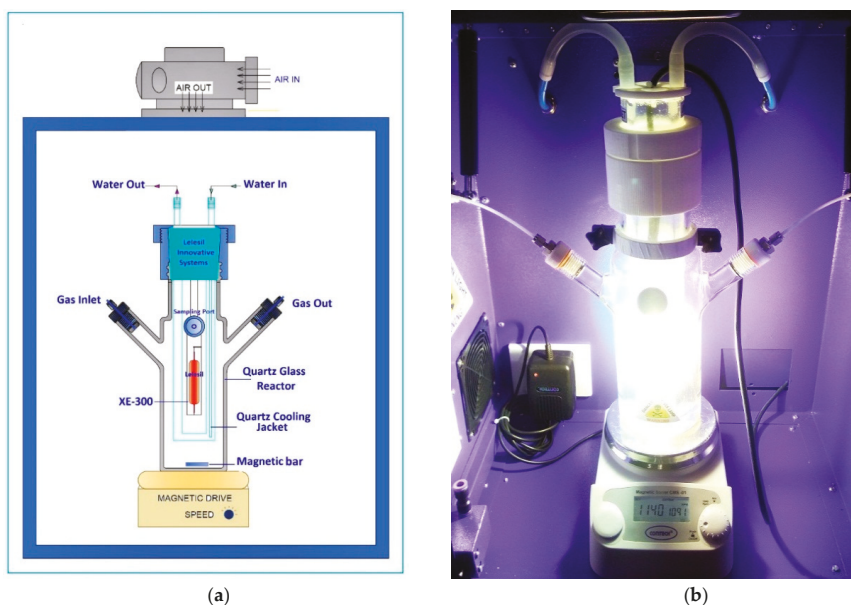 AIR IN
AIR OUT
Water Out
Water In
Lelesil
Innovative
Systems
Gas Inlet
Gas Out
Sampling Port
Lelesil
Quartz Glass
Reactor
XE-300
Quartz Cooling
Jacket
Magnetic bar
MAGNETIC DRIVE
SPEED
1140 1091
(a)
(b)